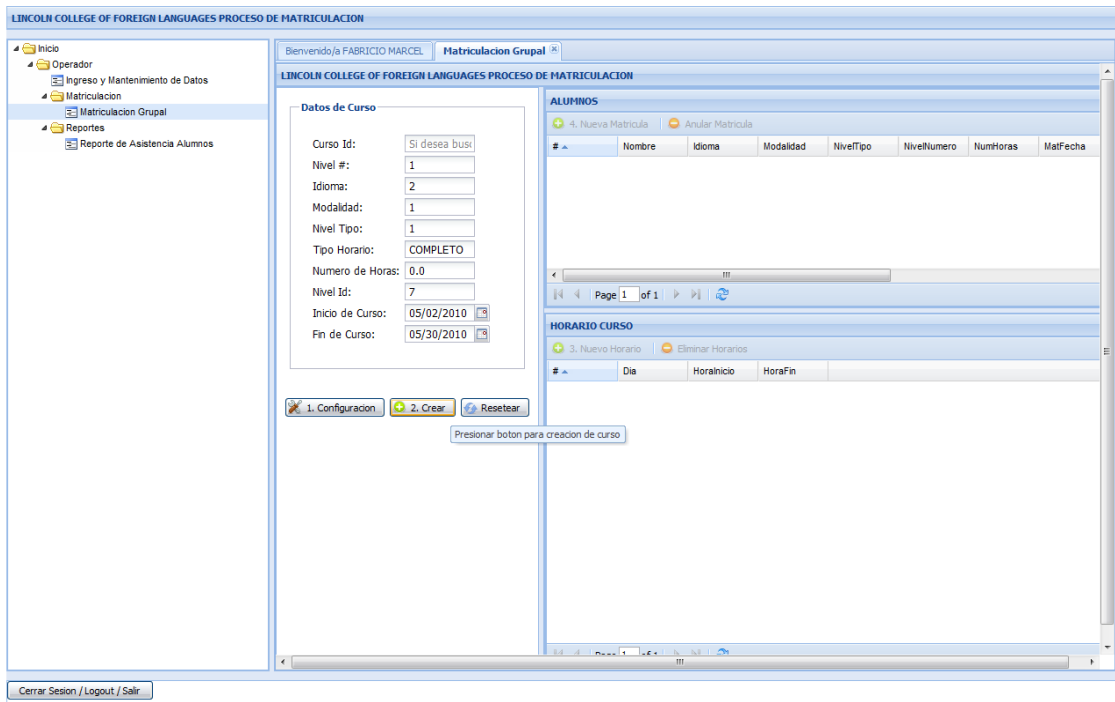 LINCOLN COLLEGE OF FOREIGN LANGUAGES PROCESO DE MATRICULACION
Inicio
Operador
Ingreso y Mantenimiento de Datos
Matriculacion
Matriculacion Grupal
Reportes
Reporte de Asistencia Alumnos
Bienvenido/a FABRICIO MARCEL Matriculacion Grupal
LINCOLN COLLEGE OF FOREIGN LANGUAGES PROCESO DE MATRICULACION
Datos de Curso
Curso Id: Si desea busc
Nivel #: 1
Idioma: 2
Modalidad: 1
Nivel Tipo: 1
Tipo Horario: COMPLETO
Numero de Horas: 0.0
Nivel Id: 7
Inicio de Curso: 05/02/2010
Fin de Curso: 05/30/2010
1. Configuracion 2. Crear Resetear
Presionar boton para creacion de curso
ALUMNOS
4. Nueva Matricula Anular Matricula
# Nombre Idioma Modalidad NivelTipo NivelNumero NumHoras MatFecha
Page 1 of 1
HORARIO CURSO
3. Nuevo Horario Eliminar Horarios
# Dia HoraInicio HoraFin
Page 1 of 1
Cerrar Sesion / Logout / Salir